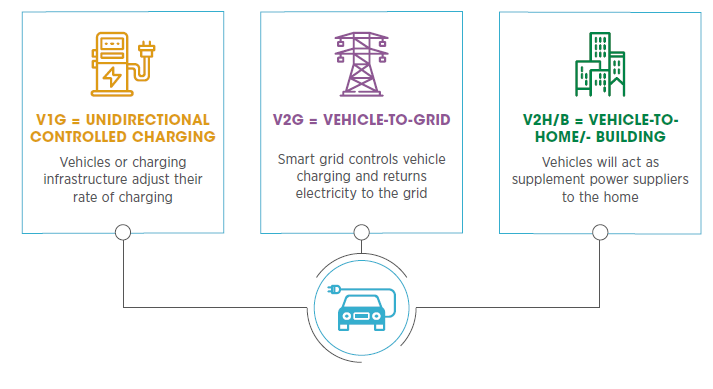 V1G = UNIDIRECTIONAL
CONTROLLED CHARGING
Vehicles or charging
infrastructure adjust their
rate of charging
V2G = VEHICLE-TO-GRID
Smart grid controls vehicle
charging and returns
electricity to the grid
V2H/B = VEHICLE-TO-
HOME/- BUILDING
Vehicles will act as
supplement power suppliers
to the home